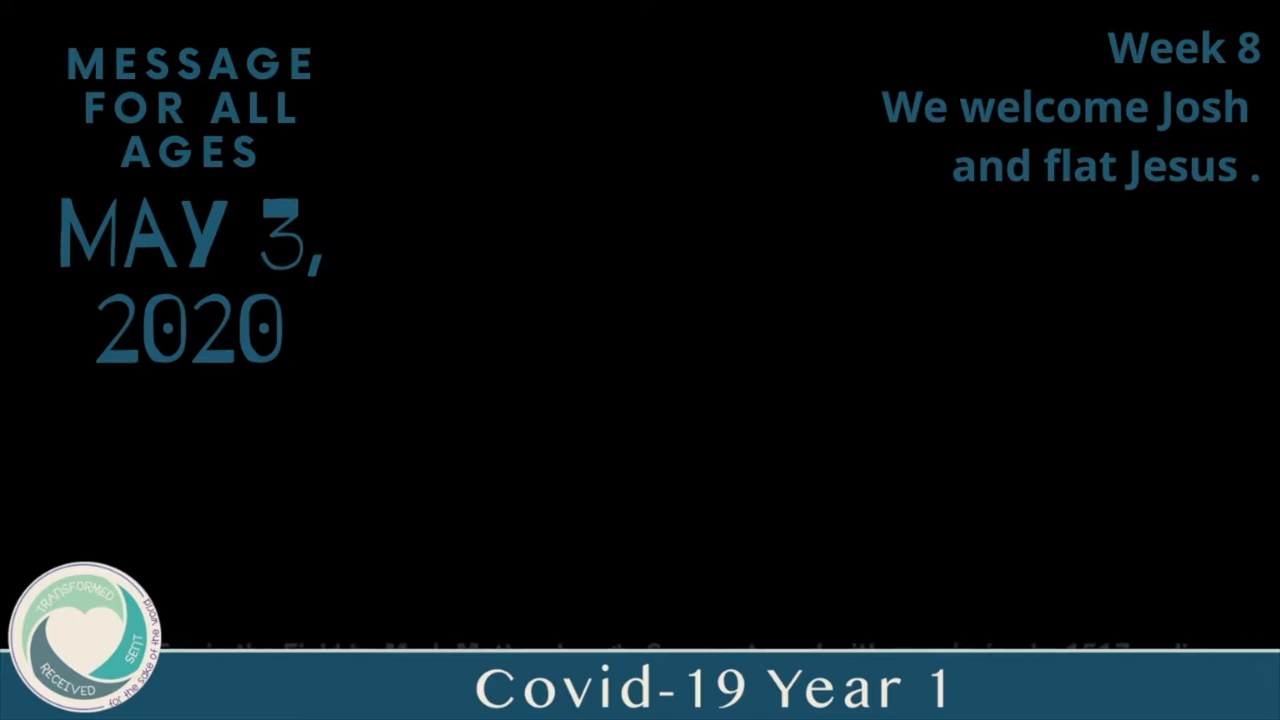 MESSAGE
FOR ALL
AGES
MAY 3,
2020
Week 8
We welcome Josh
and flat Jesus .
TRANSFORMED
SENT
RECEIVED
for the sake of the world
Covid-19 Year 1